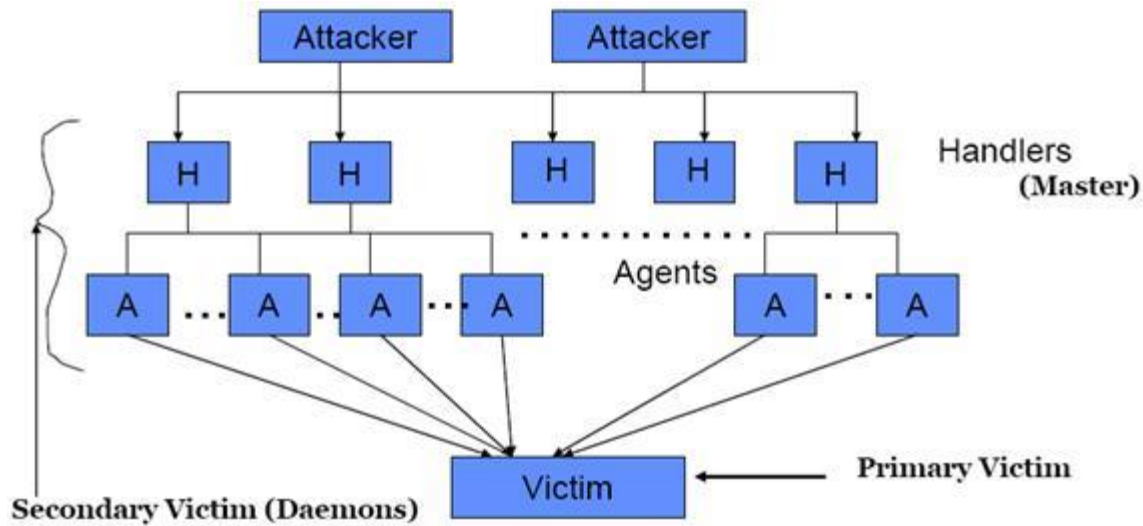 Attacker Attacker
H H H H H
Handlers
(Master)
Agents
A A A A A A
Victim
Primary Victim
Secondary Victim (Daemons)